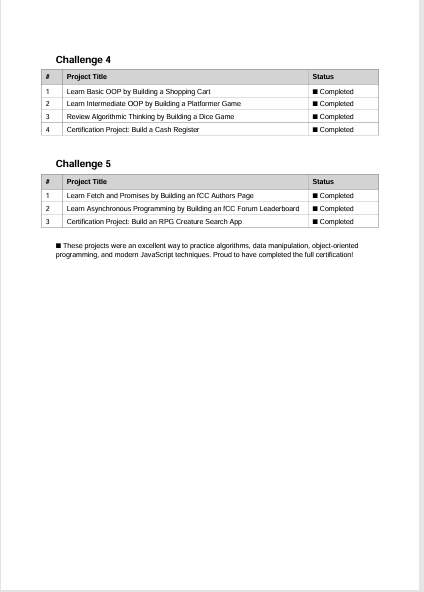 Challenge 4
# Project Title Status
1 Learn Basic OOP by Building a Shopping Cart ■ Completed
2 Learn Intermediate OOP by Building a Platformer Game ■ Completed
3 Review Algorithmic Thinking by Building a Dice Game ■ Completed
4 Certification Project: Build a Cash Register ■ Completed
Challenge 5
# Project Title Status
1 Learn Fetch and Promises by Building an fCC Authors Page ■ Completed
2 Learn Asynchronous Programming by Building an fCC Forum Leaderboard ■ Completed
3 Certification Project: Build an RPG Creature Search App ■ Completed
■ These projects were an excellent way to practice algorithms, data manipulation, object-oriented
programming, and modern JavaScript techniques. Proud to have completed the full certification!